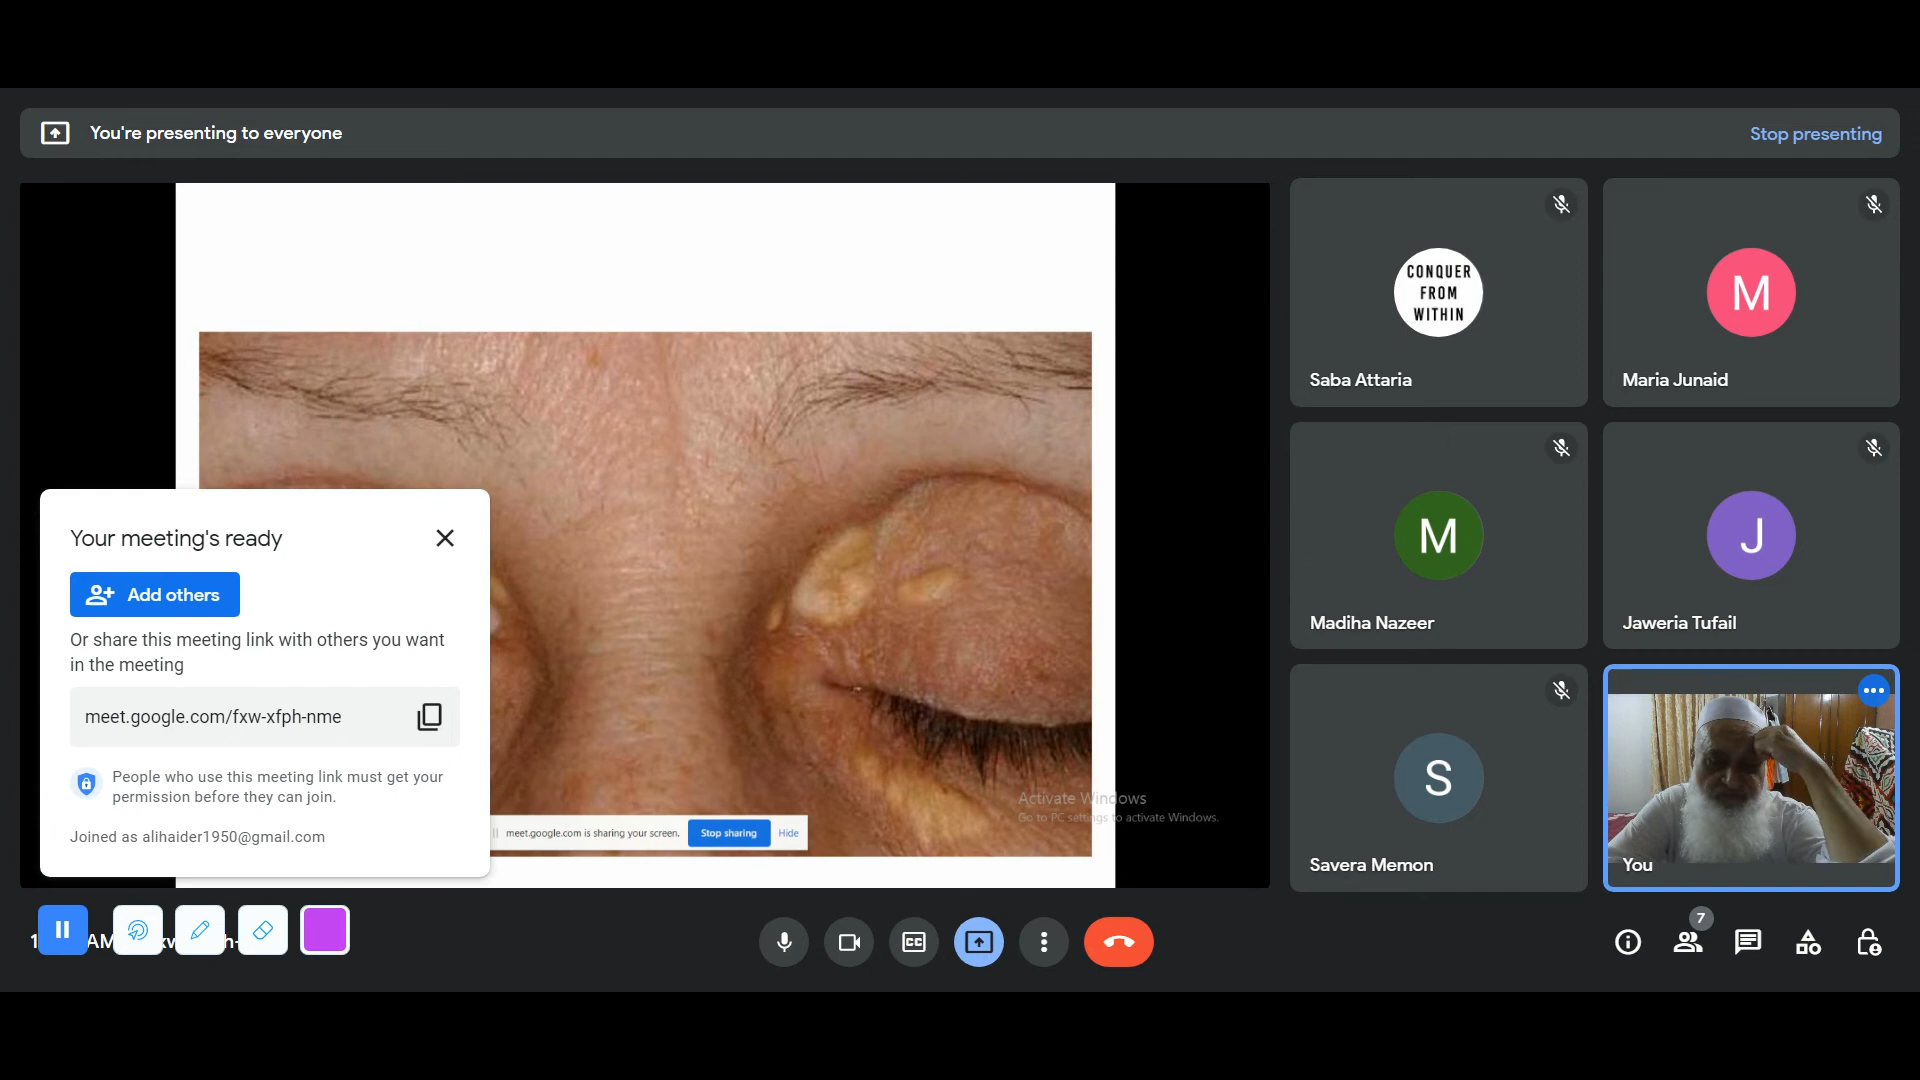 You're presenting to everyone
Stop presenting
CONQUER
FROM
WITHIN
Saba Attaria
M
Maria Junaid
M
Madiha Nazeer
J
Jaweria Tufail
S
Savera Memon
You
Your meeting's ready
Add others
Or share this meeting link with others you want
in the meeting
meet.google.com/fxw-xfph-nme
People who use this meeting link must get your
permission before they can join.
Joined as alihaider1950@gmail.com
meet.google.com is sharing your screen.
Stop sharing
Hide
Activate Windows
Go to PC settings to activate Windows.
AM
CC
7